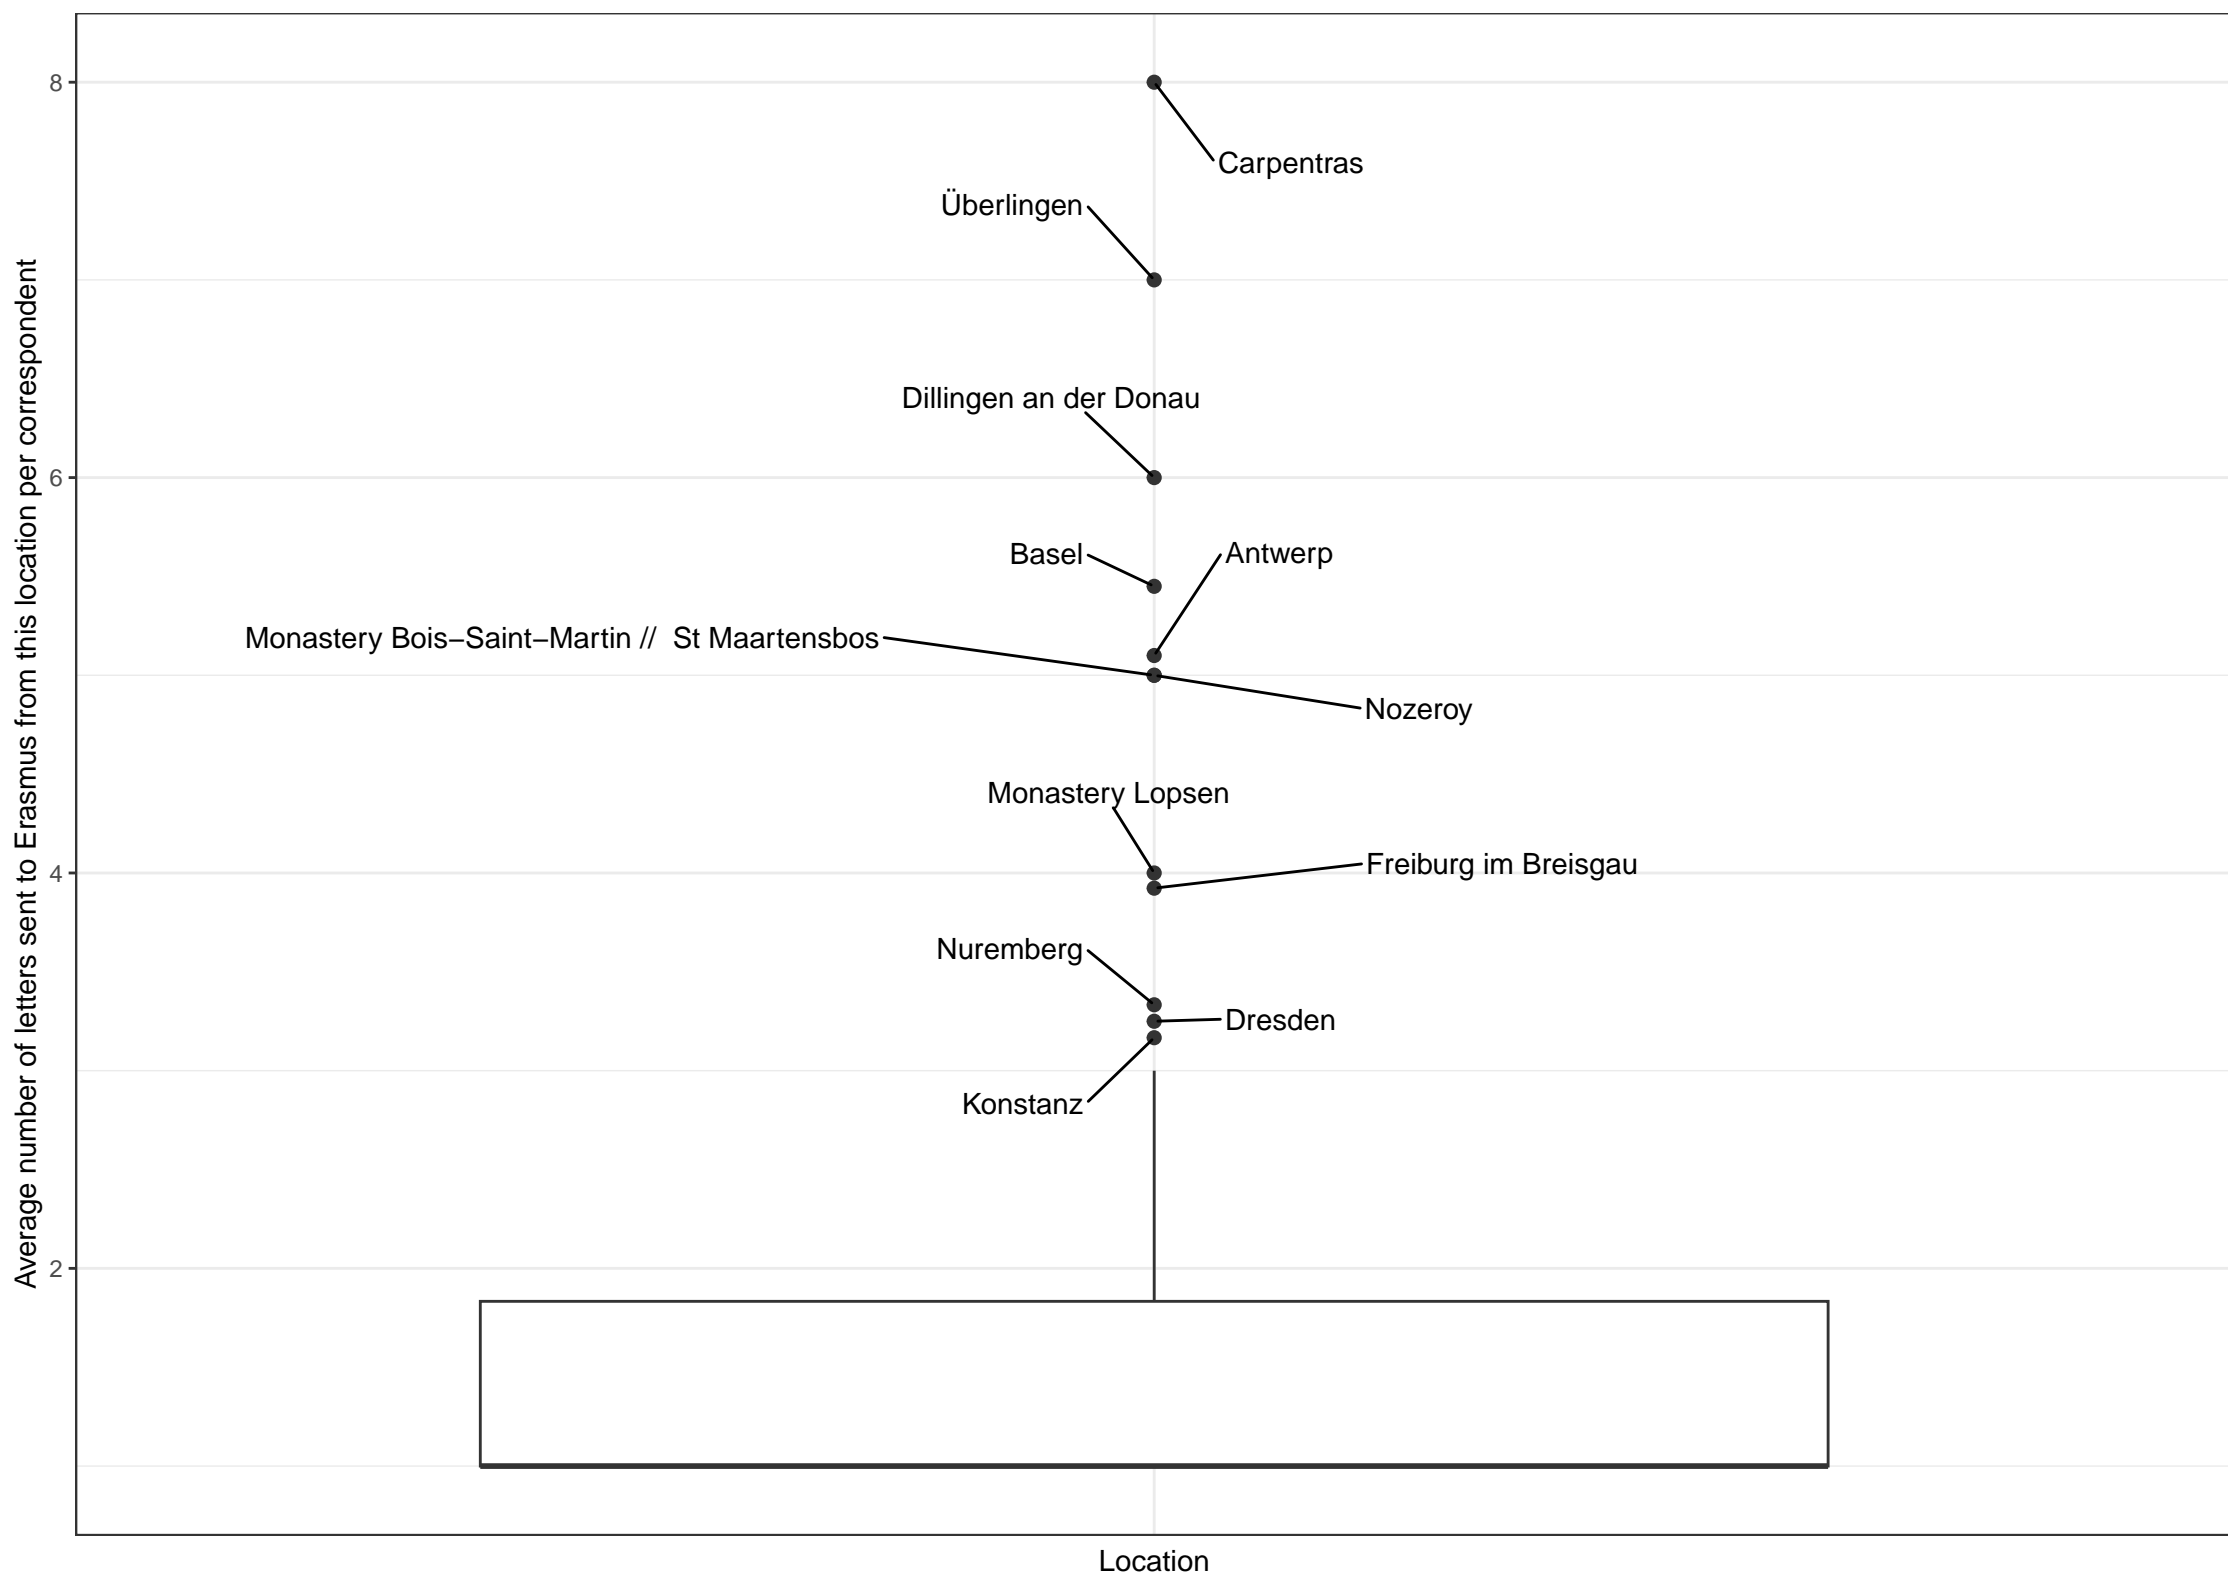 8
Carpentras
Überlingen
Dillingen an der Donau
6
Basel
Antwerp
Monastery Bois−Saint−Martin //  St Maartensbos
Nozeroy
Monastery Lopsen
Freiburg im Breisgau
4
Nuremberg
Dresden
Konstanz
2
Average number of letters sent to Erasmus from this location per correspondent
Location